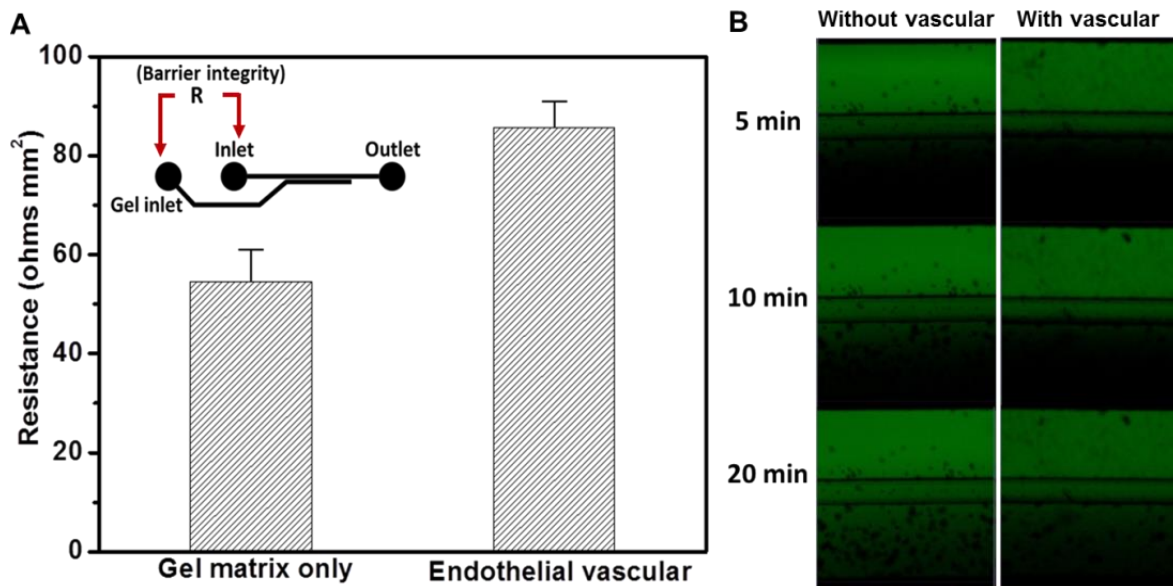 A
Resistance (ohms mm²)
100
80
60
40
20
0
(Barrier integrity)
R
Inlet
Outlet
Gel inlet
Gel matrix only
Endothelial vascular
B
Without vascular
With vascular
5 min
10 min
20 min